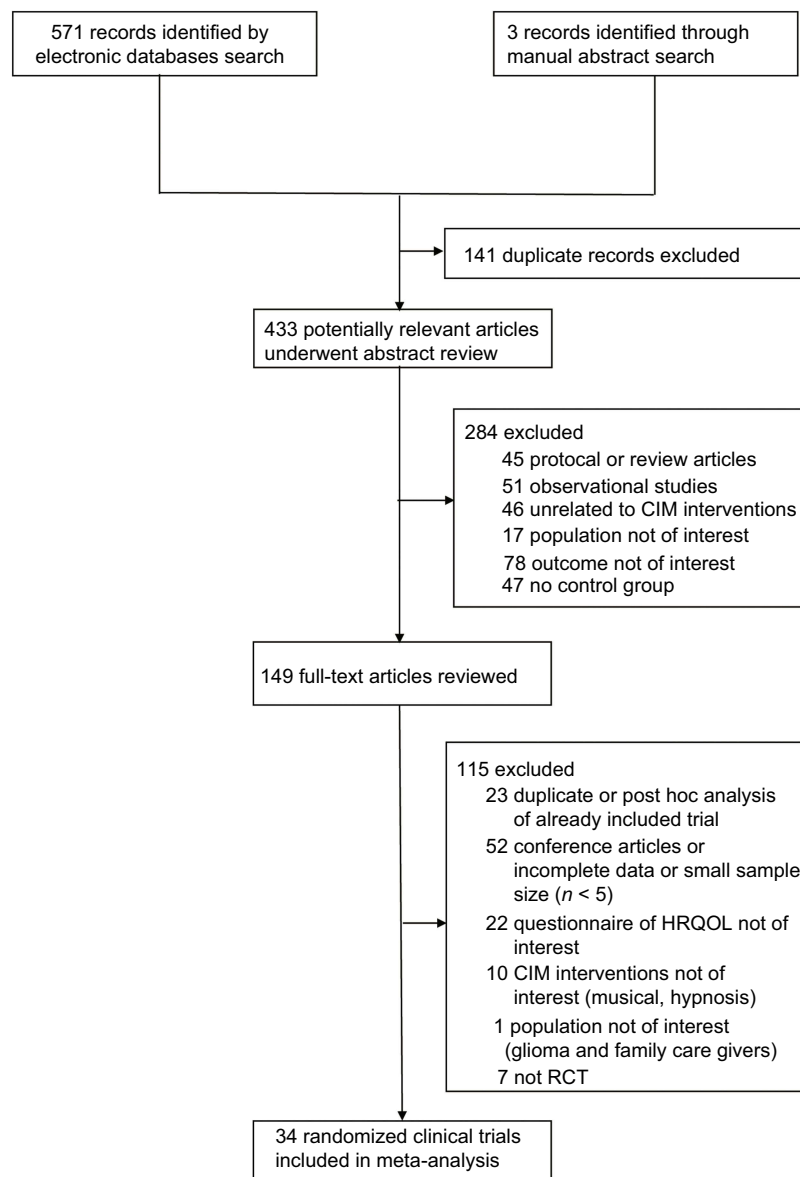 571 records identified by
electronic databases search
3 records identified through
manual abstract search
141 duplicate records excluded
433 potentially relevant articles
underwent abstract review
284 excluded
45 protocal or review articles
51 observational studies
46 unrelated to CIM interventions
17 population not of interest
78 outcome not of interest
47 no control group
149 full-text articles reviewed
115 excluded
23 duplicate or post hoc analysis
of already included trial
52 conference articles or
incomplete data or small sample
size (n < 5)
22 questionnaire of HRQOL not of
interest
10 CIM interventions not of
interest (musical, hypnosis)
1 population not of interest
(glioma and family care givers)
7 not RCT
34 randomized clinical trials
included in meta-analysis